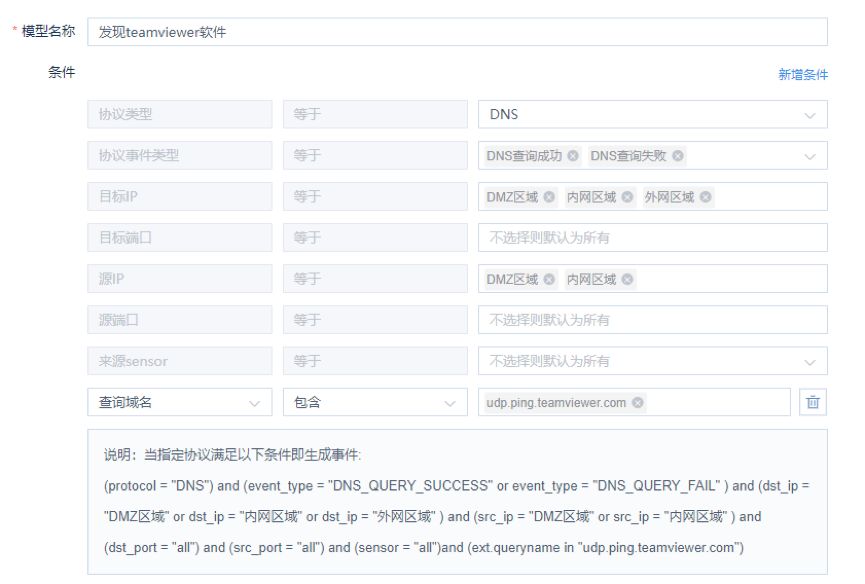 * 模型名称 发现teamviewer软件
条件 新增条件
协议类型 等于 DNS
协议事件类型 等于 DNS查询成功 DNS查询失败
目标IP 等于 DMZ区域 内网区域 外网区域
目标端口 等于 不选择则默认为所有
源IP 等于 DMZ区域 内网区域
源端口 等于 不选择则默认为所有
来源sensor 等于 不选择则默认为所有
查询域名 包含 udp.ping.teamviewer.com
说明：当指定协议满足以下条件即生成事件:
(protocol = "DNS") and (event_type = "DNS_QUERY_SUCCESS" or event_type = "DNS_QUERY_FAIL" ) and (dst_ip =
"DMZ区域" or dst_ip = "内网区域" or dst_ip = "外网区域" ) and (src_ip = "DMZ区域" or src_ip = "内网区域" ) and
(dst_port = "all") and (src_port = "all") and (sensor = "all")and (ext.queryname in "udp.ping.teamviewer.com")